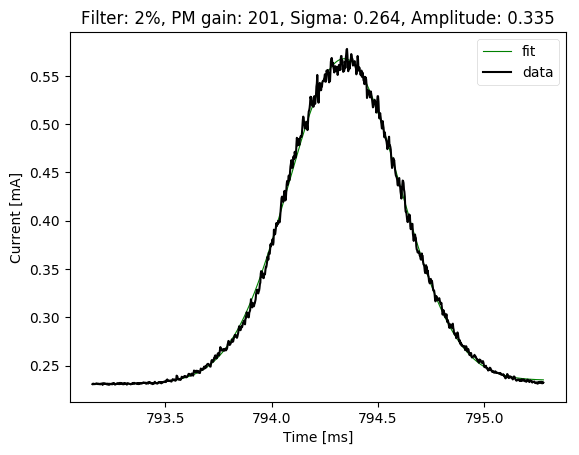 Filter: 2%, PM gain: 201, Sigma: 0.264, Amplitude: 0.335
fit
data
0.55
0.50
0.45
0.40
0.35
0.30
0.25
Current [mA]
793.5 794.0 794.5 795.0
Time [ms]